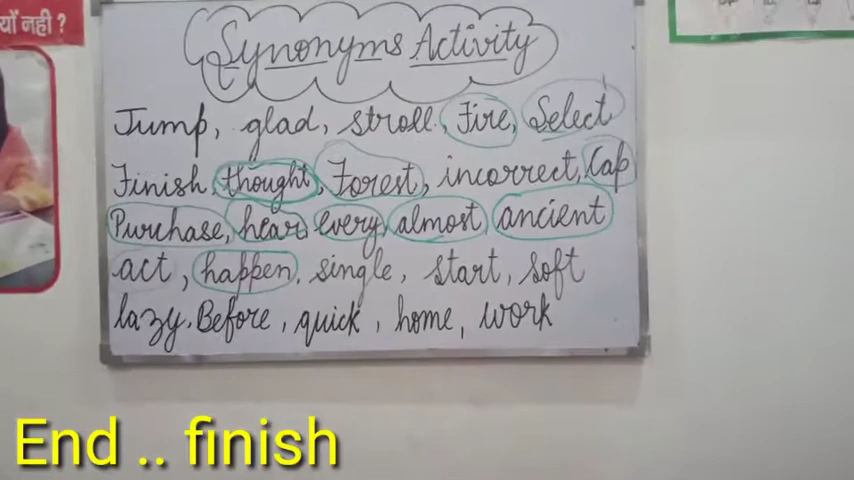 यों नही ?
Synonyms Activity
Jump, glad, stroll, Fire, Select
Finish, thought, Forest, incorrect, Cap
Purchase, hear, every, almost, ancient
act, happen, single, start, soft
lazy, Before, quick, home, work
End .. finish